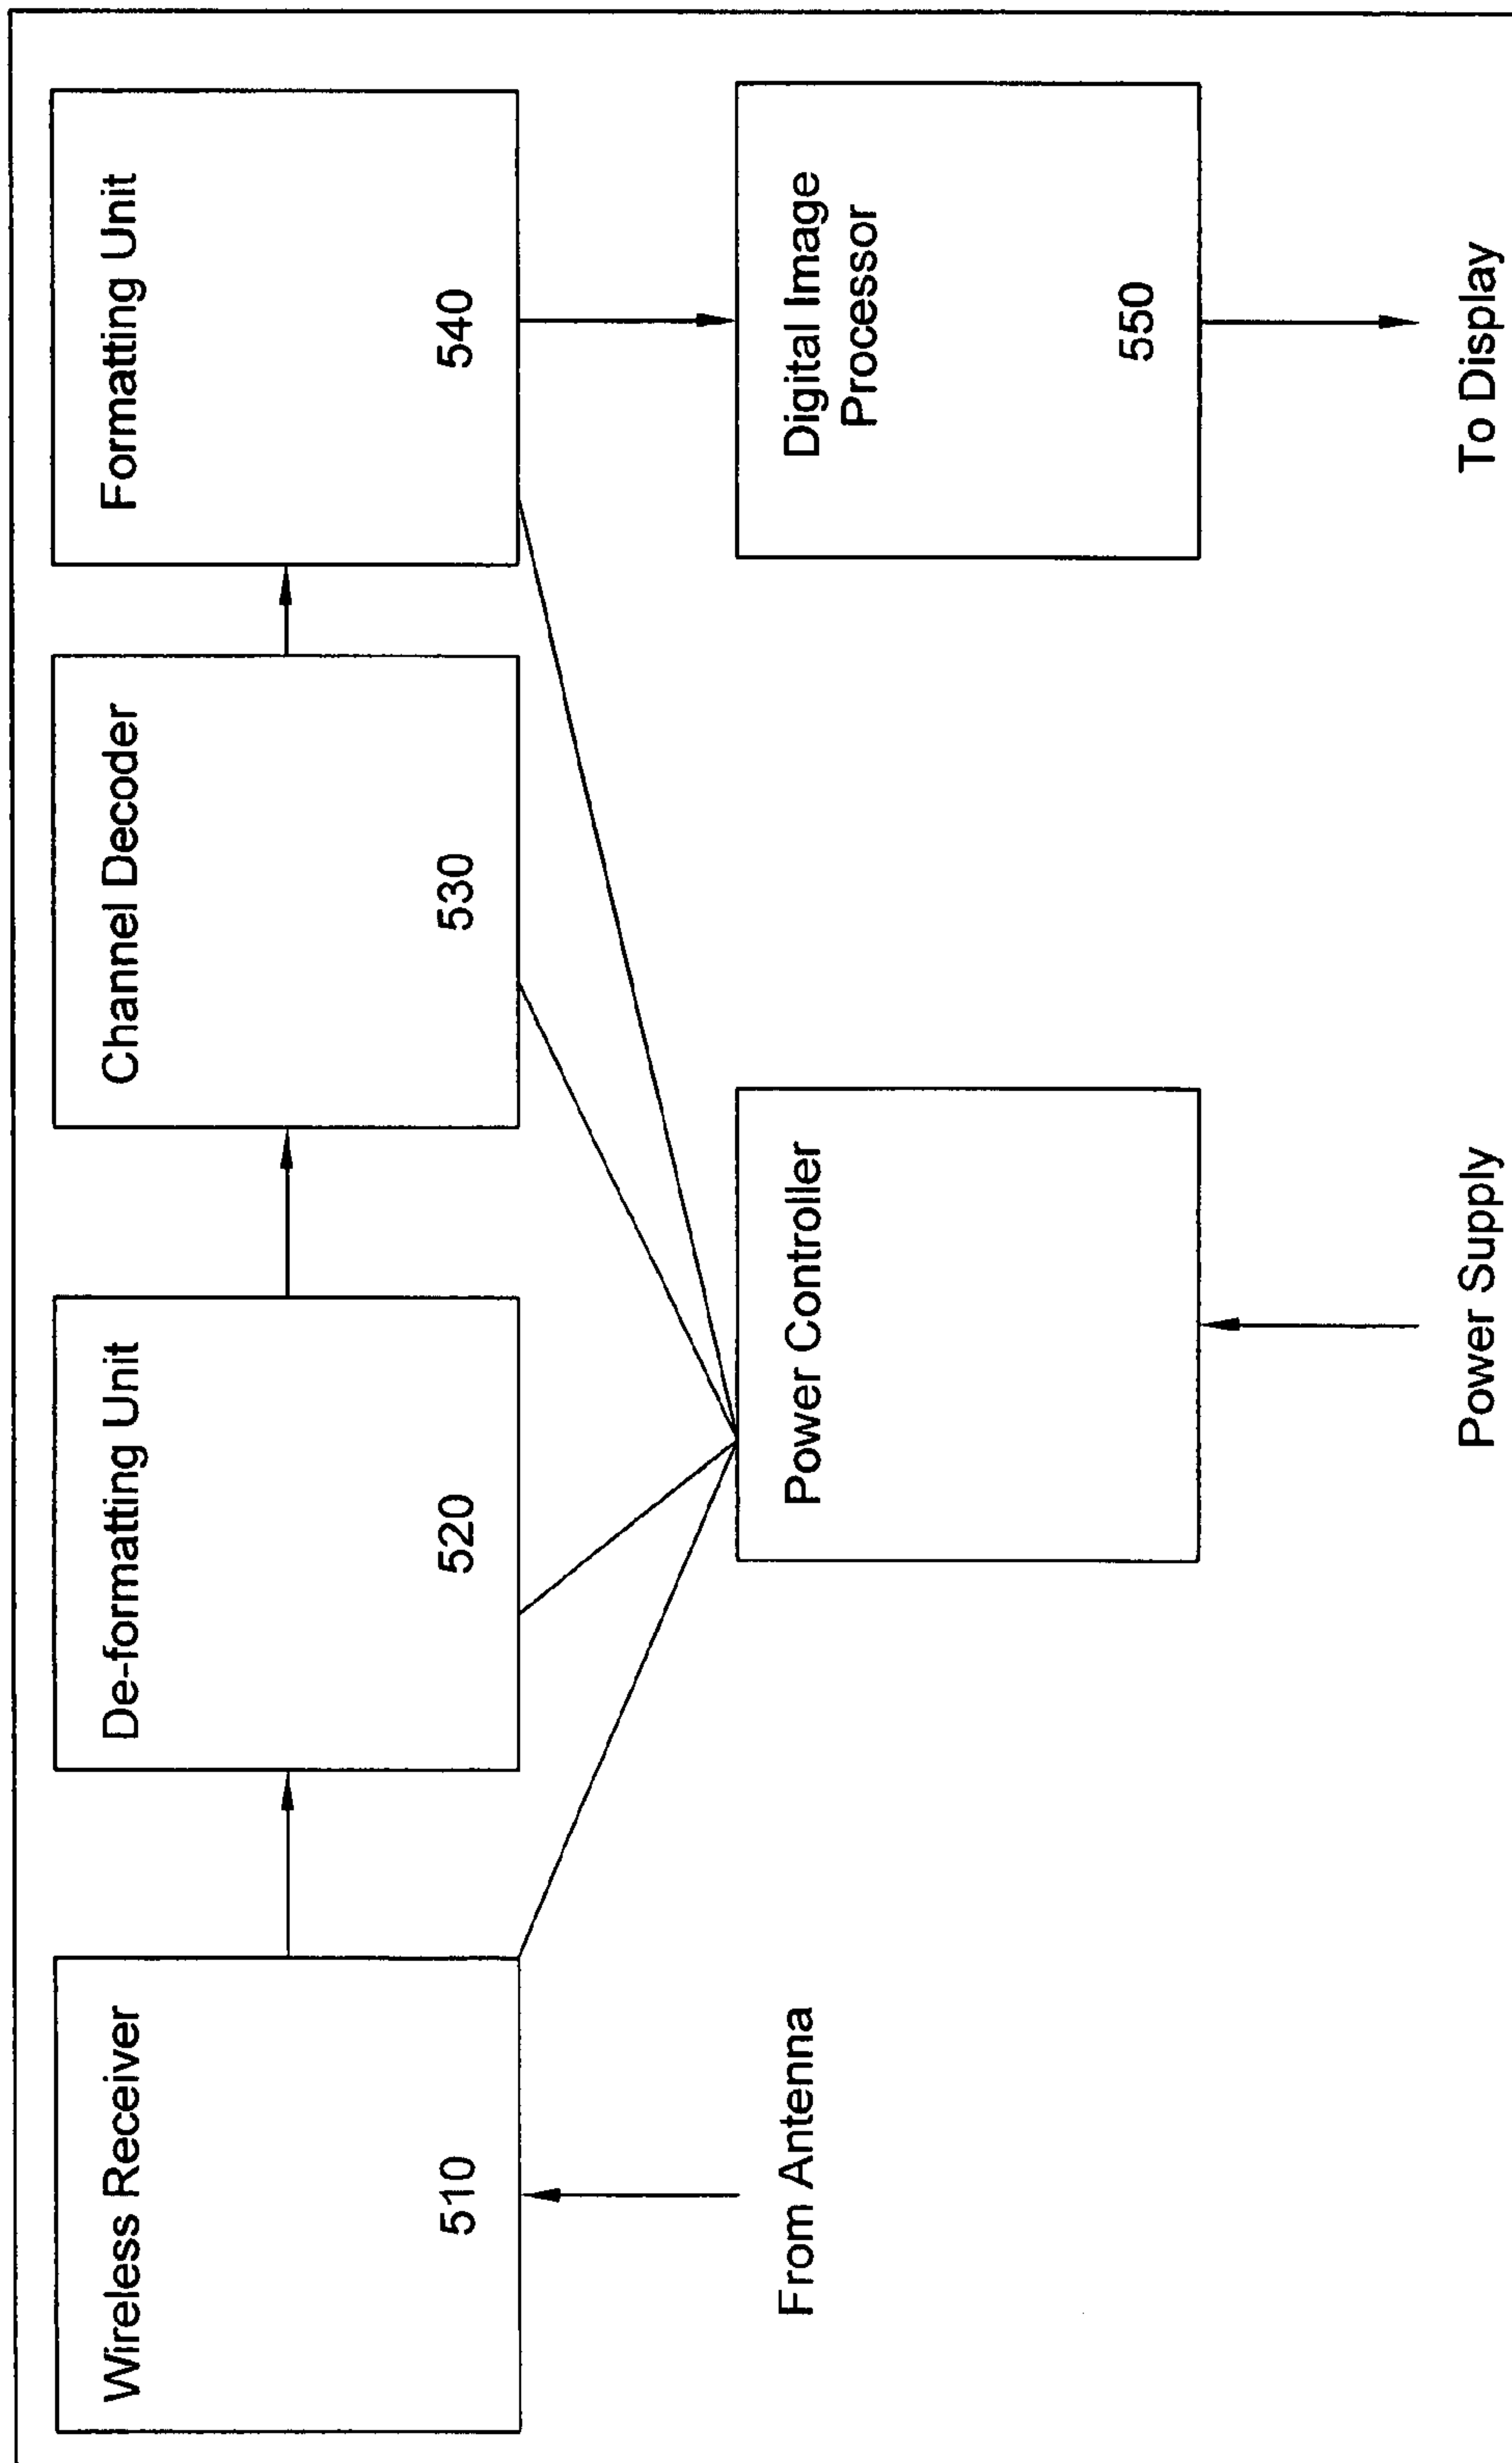 Wireless Receiver
510
De-formatting Unit
520
Channel Decoder
530
Formatting Unit
540
From Antenna
Power Controller
Power Supply
Digital Image
Processor
550
To Display